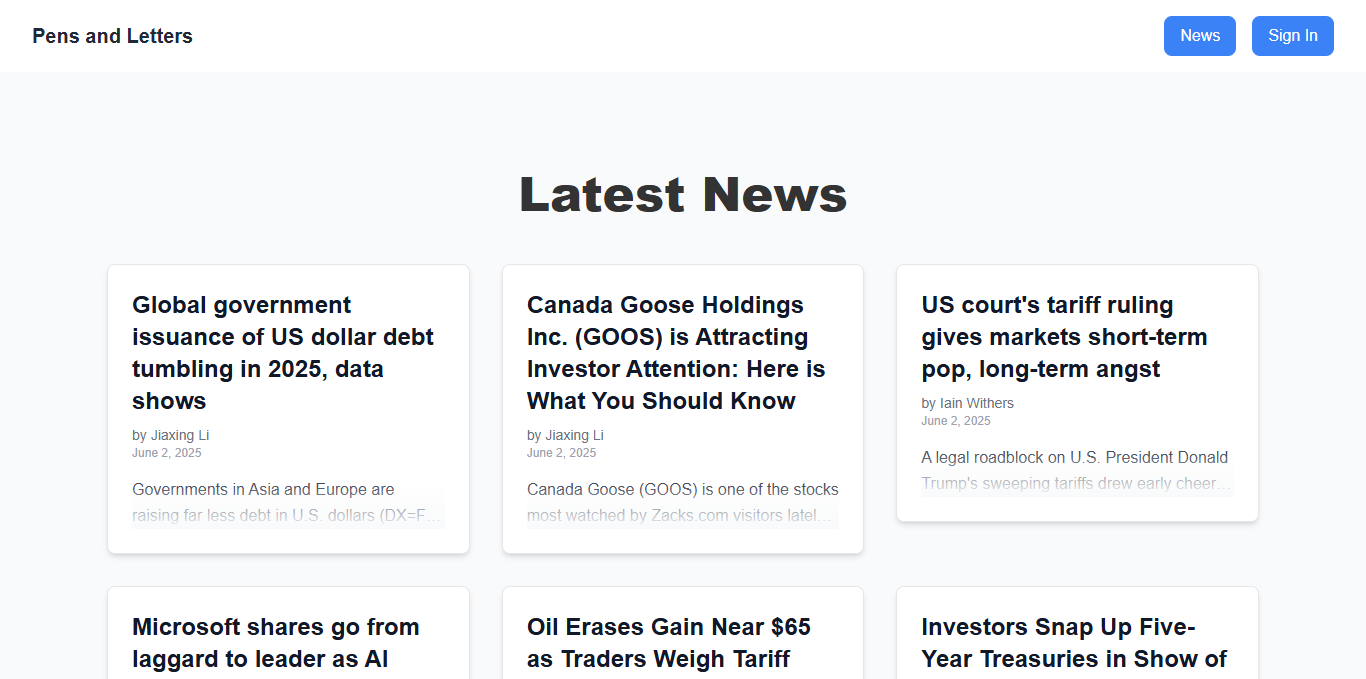 Pens and Letters
News
Sign In
Latest News
Global government
issuance of US dollar debt
tumbling in 2025, data
shows
by Jiaxing Li
June 2, 2025
Governments in Asia and Europe are
raising far less debt in U.S. dollars (DX=F...
Canada Goose Holdings
Inc. (GOOS) is Attracting
Investor Attention: Here is
What You Should Know
by Jiaxing Li
June 2, 2025
Canada Goose (GOOS) is one of the stocks
most watched by Zacks.com visitors latel...
US court's tariff ruling
gives markets short-term
pop, long-term angst
by Iain Withers
June 2, 2025
A legal roadblock on U.S. President Donald
Trump's sweeping tariffs drew early cheer...
Microsoft shares go from
laggard to leader as AI
Oil Erases Gain Near $65
as Traders Weigh Tariff
Investors Snap Up Five-
Year Treasuries in Show of